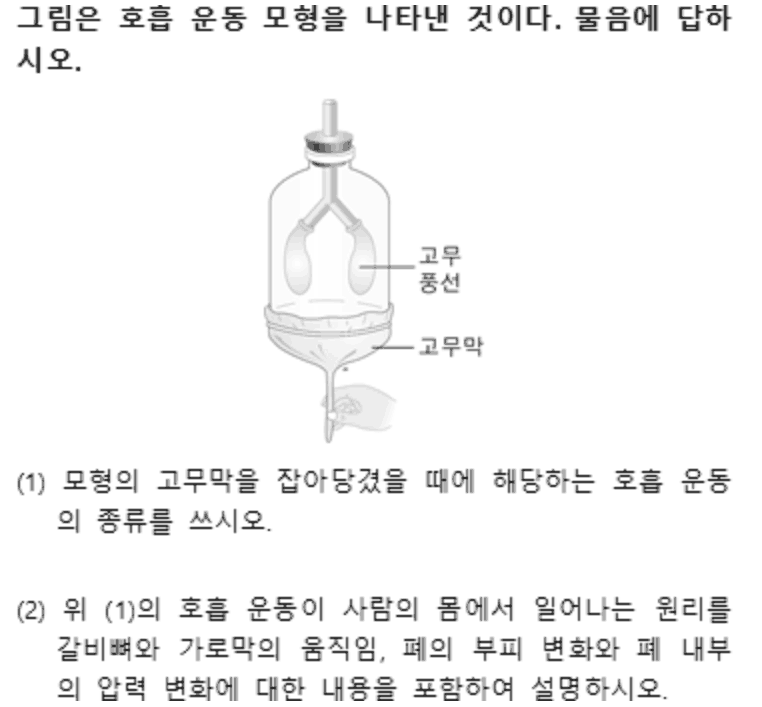 그림은 호흡 운동 모형을 나타낸 것이다. 물음에 답하
시오.
고무
풍선
고무막
(1) 모형의 고무막을 잡아당겼을 때에 해당하는 호흡 운동
의 종류를 쓰시오.
(2) 위 (1)의 호흡 운동이 사람의 몸에서 일어나는 원리를
갈비뼈와 가로막의 움직임, 폐의 부피 변화와 폐 내부
의 압력 변화에 대한 내용을 포함하여 설명하시오.